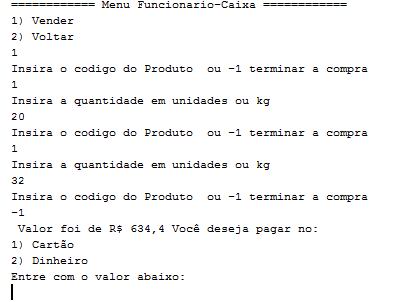 ============ Menu Funcionario-Caixa ============
1) Vender
2) Voltar
1
Insira o codigo do Produto  ou -1 terminar a compra
1
Insira a quantidade em unidades ou kg
20
Insira o codigo do Produto  ou -1 terminar a compra
1
Insira a quantidade em unidades ou kg
32
Insira o codigo do Produto  ou -1 terminar a compra
-1
 Valor foi de R$ 634,4 Você deseja pagar no:
1) Cartão
2) Dinheiro
Entre com o valor abaixo: